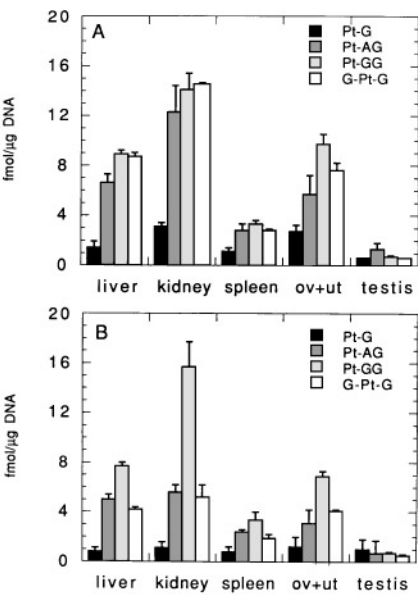 20
16
12
8
4
0
fmol/µg DNA
A
Pt-G
Pt-AG
Pt-GG
G-Pt-G
liver kidney spleen ov+ut testis
20
16
12
8
4
0
fmol/µg DNA
B
Pt-G
Pt-AG
Pt-GG
G-Pt-G
liver kidney spleen ov+ut testis